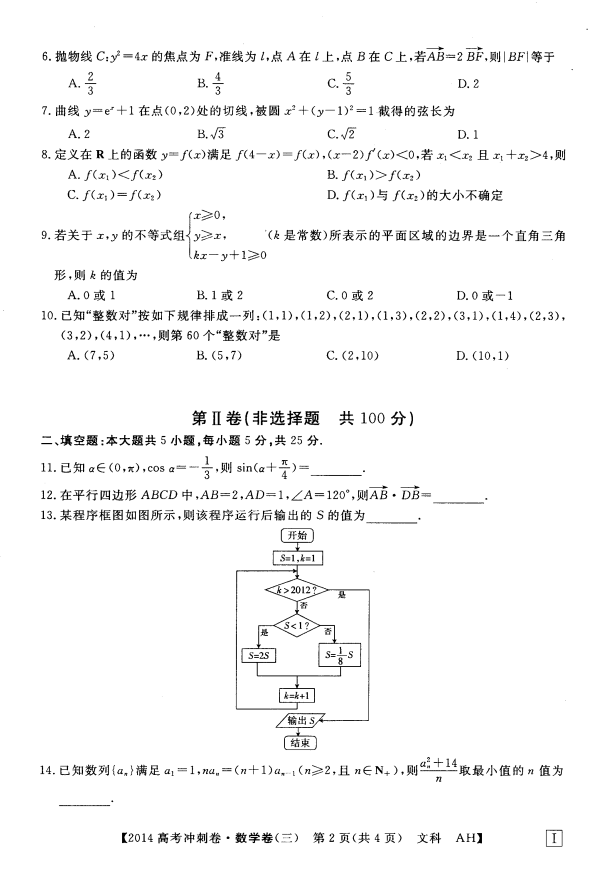 6. 抛物线 C:y²=4x 的焦点为 F,准线为 l,点 A 在 l 上,点 B 在 C 上,若AB=2 BF,则|BF|等于
A. 2/3 B. 4/3 C. 5/3 D. 2
7. 曲线 y=eˣ+1 在点(0,2)处的切线,被圆 x²+(y-1)²=1 截得的弦长为
A. 2 B. √3 C. √2 D. 1
8. 定义在 R 上的函数 y=f(x)满足 f(4-x)=f(x),(x-2)f′(x)<0,若 x₁<x₂ 且 x₁+x₂>4,则
A. f(x₁)<f(x₂) B. f(x₁)>f(x₂)
C. f(x₁)=f(x₂) D. f(x₁)与 f(x₂)的大小不确定
x≥0,
9. 若关于 x,y 的不等式组{ y≥x, (k 是常数)所表示的平面区域的边界是一个直角三角
kx-y+1≥0
形,则 k 的值为
A. 0 或 1 B. 1 或 2 C. 0 或 2 D. 0 或-1
10. 已知“整数对”按如下规律排成一列:(1,1),(1,2),(2,1),(1,3),(2,2),(3,1),(1,4),(2,3),
(3,2),(4,1),…,则第 60 个“整数对”是
A. (7,5) B. (5,7) C. (2,10) D. (10,1)
第Ⅱ卷(非选择题 共 100 分)
二、填空题:本大题共 5 小题,每小题 5 分,共 25 分.
11. 已知 α∈(0,π),cos α=-1/3,则 sin(α+π/4)=______.
12. 在平行四边形 ABCD 中,AB=2,AD=1,∠A=120°,则AB·DB=______.
13. 某程序框图如图所示,则该程序运行后输出的 S 的值为______.
开始
S=1,k=1
k>2012? 是
否
是 S<1? 否
S=2S S=1/8 S
k=k+1
输出 S
结束
14. 已知数列{aₙ}满足 a₁=1,naₙ=(n+1)aₙ₋₁(n≥2,且 n∈N₊),则(aₙ²+14)/n取最小值的 n 值为
______.
【2014 高考冲刺卷·数学卷(三) 第 2 页(共 4 页) 文科 AH】 I